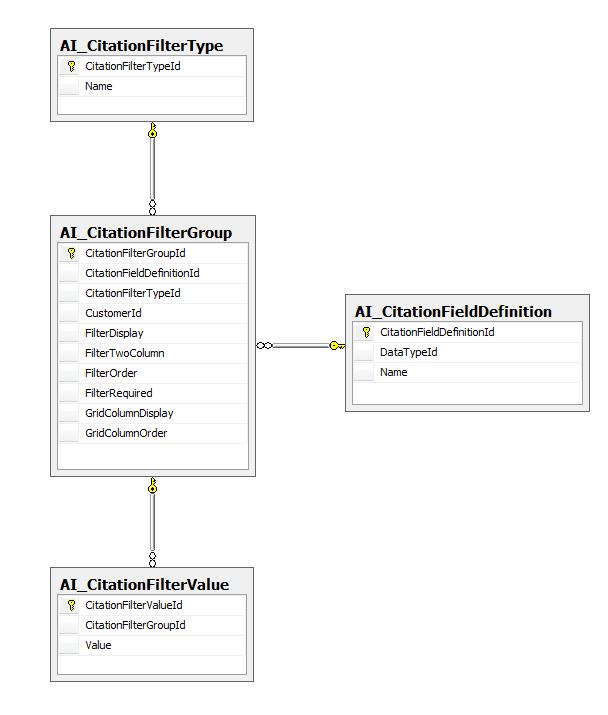 AI_CitationFilterType
CitationFilterTypeId
Name
AI_CitationFilterGroup
CitationFilterGroupId
CitationFieldDefinitionId
CitationFilterTypeId
CustomerId
FilterDisplay
FilterTwoColumn
FilterOrder
FilterRequired
GridColumnDisplay
GridColumnOrder
AI_CitationFieldDefinition
CitationFieldDefinitionId
DataTypeId
Name
AI_CitationFilterValue
CitationFilterValueId
CitationFilterGroupId
Value